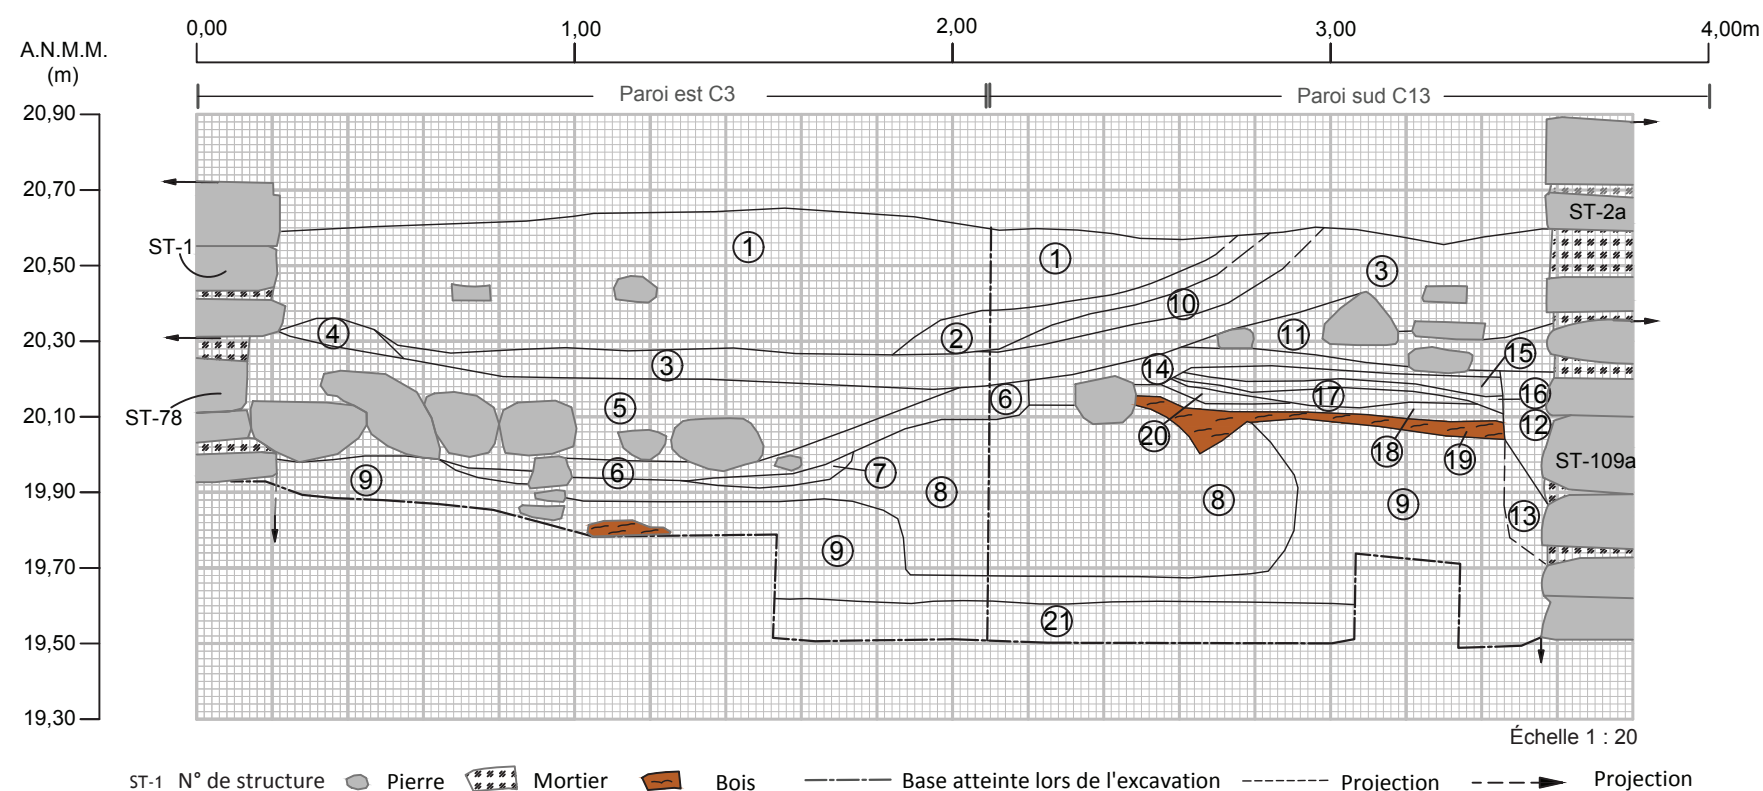 0,00 1,00 2,00 3,00 4,00m
A.N.M.M.
(m)
Paroi est C3 Paroi sud C13
20,90
20,70
ST-2a
1 1
ST-1
20,50
3
10
4 2 11
20,30
3 14 15
5 6 17 16
ST-78
20,10
12
20 18 19
6 7 ST-109a
9 8 8 9
19,90
13
9
19,70
21
19,50
19,30
Échelle 1 : 20
ST-1 N° de structure Pierre Mortier Bois Base atteinte lors de l'excavation Projection Projection